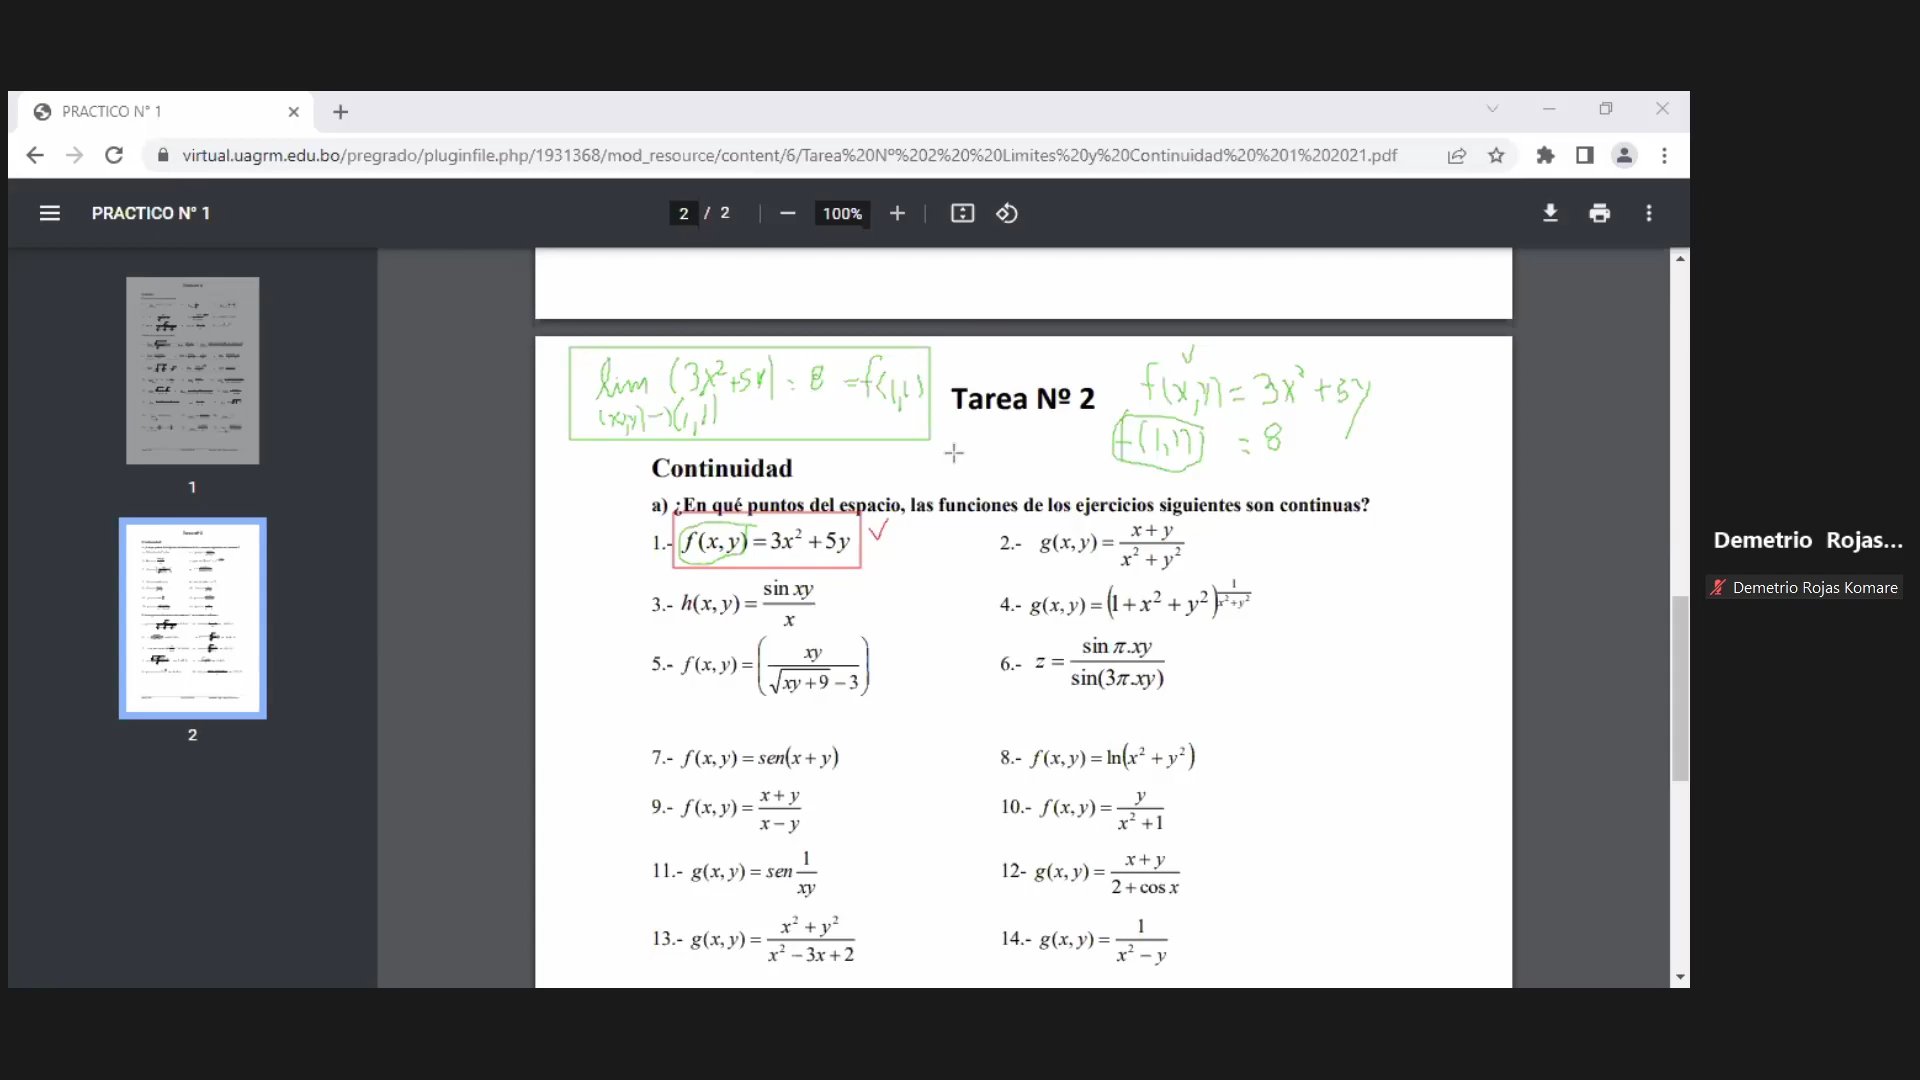 PRACTICO N° 1
virtual.uagrm.edu.bo/pregrado/pluginfile.php/1931368/mod_resource/content/6/Tarea%20Nº%202%20%20Limites%20y%20Continuidad%20%201%202021.pdf
PRACTICO N° 1
2 / 2
100%
1
2
lim (3x²+5y) = 8 = f(1,1)
(x,y)→(1,1)
Tarea Nº 2
f(x,y) = 3x²+5y
f(1,1) = 8
Continuidad
a) ¿En qué puntos del espacio, las funciones de los ejercicios siguientes son continuas?
1.- f(x,y) = 3x² + 5y
2.- g(x,y) = (x + y)/(x² + y²)
3.- h(x,y) = sin xy / x
4.- g(x,y) = (1 + x² + y²)^(1/(x²+y²))
5.- f(x,y) = (xy / (√(xy + 9) − 3))
6.- z = sin π.xy / sin(3π.xy)
7.- f(x,y) = sen(x + y)
8.- f(x,y) = ln(x² + y²)
9.- f(x,y) = (x + y)/(x − y)
10.- f(x,y) = y/(x² + 1)
11.- g(x,y) = sen 1/xy
12- g(x,y) = (x + y)/(2 + cos x)
13.- g(x,y) = (x² + y²)/(x² − 3x + 2)
14.- g(x,y) = 1/(x² − y)
Demetrio Rojas...
Demetrio Rojas Komare